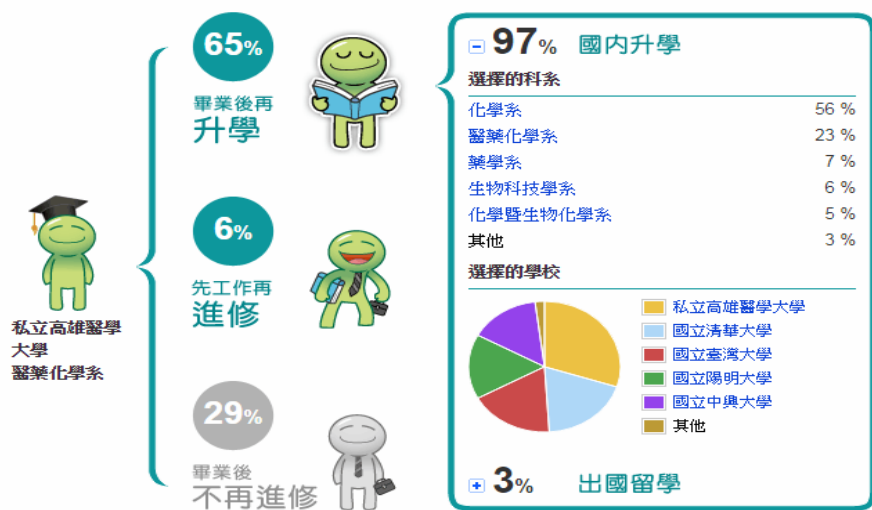 私立高雄醫學
大學
醫藥化學系
65%
畢業後再
升學
6%
先工作再
進修
29%
畢業後
不再進修
97% 國內升學
選擇的科系
化學系 56 %
醫藥化學系 23 %
藥學系 7 %
生物科技學系 6 %
化學暨生物化學系 5 %
其他 3 %
選擇的學校
私立高雄醫學大學
國立清華大學
國立臺灣大學
國立陽明大學
國立中興大學
其他
3% 出國留學